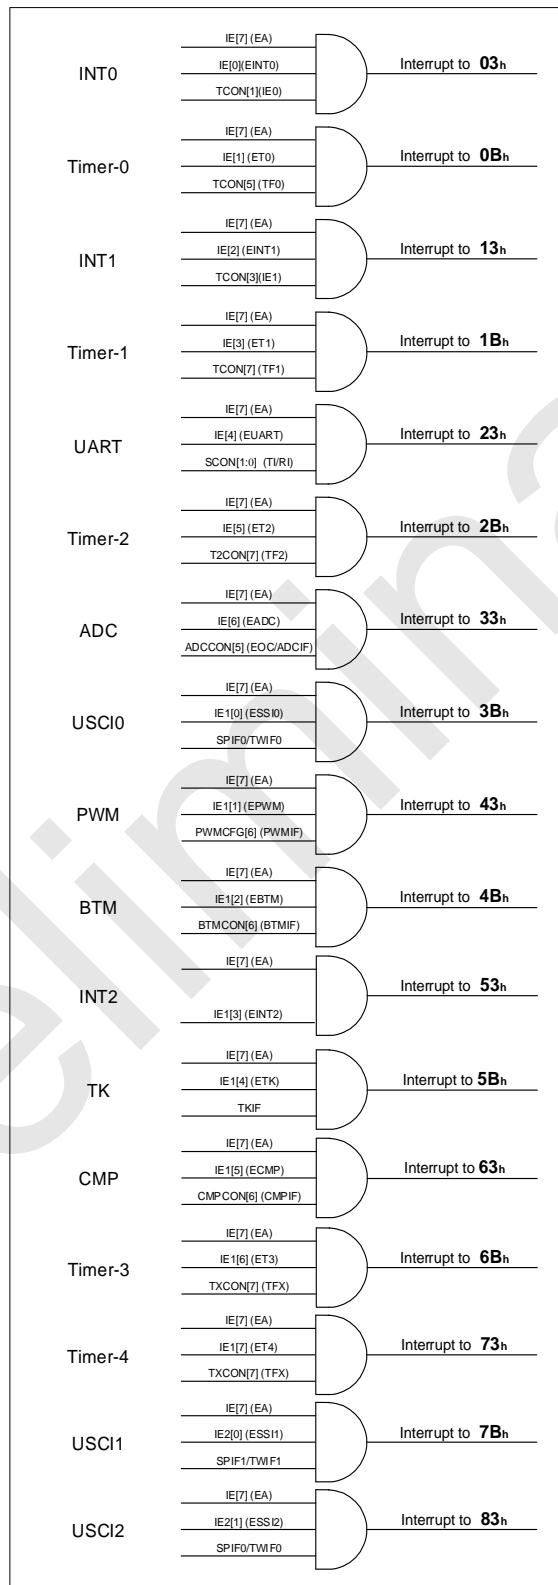 IE[7] (EA)
INT0 IE[0](EINT0) Interrupt to 03h
TCON[1](IE0)
IE[7] (EA)
Timer-0 IE[1] (ET0) Interrupt to 0Bh
TCON[5] (TF0)
IE[7] (EA)
INT1 IE[2] (EINT1) Interrupt to 13h
TCON[3](IE1)
IE[7] (EA)
Timer-1 IE[3] (ET1) Interrupt to 1Bh
TCON[7] (TF1)
IE[7] (EA)
UART IE[4] (EUART) Interrupt to 23h
SCON[1:0] (TI/RI)
IE[7] (EA)
Timer-2 IE[5] (ET2) Interrupt to 2Bh
T2CON[7] (TF2)
IE[7] (EA)
ADC IE[6] (EADC) Interrupt to 33h
ADCCON[5] (EOC/ADCIF)
IE[7] (EA)
USCI0 IE1[0] (ESSI0) Interrupt to 3Bh
SPIF0/TWIF0
IE[7] (EA)
PWM IE1[1] (EPWM) Interrupt to 43h
PWMCFG[6] (PWMIF)
IE[7] (EA)
BTM IE1[2] (EBTM) Interrupt to 4Bh
BTMCON[6] (BTMIF)
IE[7] (EA)
INT2 Interrupt to 53h
IE1[3] (EINT2)
IE[7] (EA)
TK IE1[4] (ETK) Interrupt to 5Bh
TKIF
IE[7] (EA)
CMP IE1[5] (ECMP) Interrupt to 63h
CMPCON[6] (CMPIF)
IE[7] (EA)
Timer-3 IE1[6] (ET3) Interrupt to 6Bh
TXCON[7] (TFX)
IE[7] (EA)
Timer-4 IE1[7] (ET4) Interrupt to 73h
TXCON[7] (TFX)
IE[7] (EA)
USCI1 IE2[0] (ESSI1) Interrupt to 7Bh
SPIF1/TWIF1
IE[7] (EA)
USCI2 IE2[1] (ESSI2) Interrupt to 83h
SPIF0/TWIF0
elimina